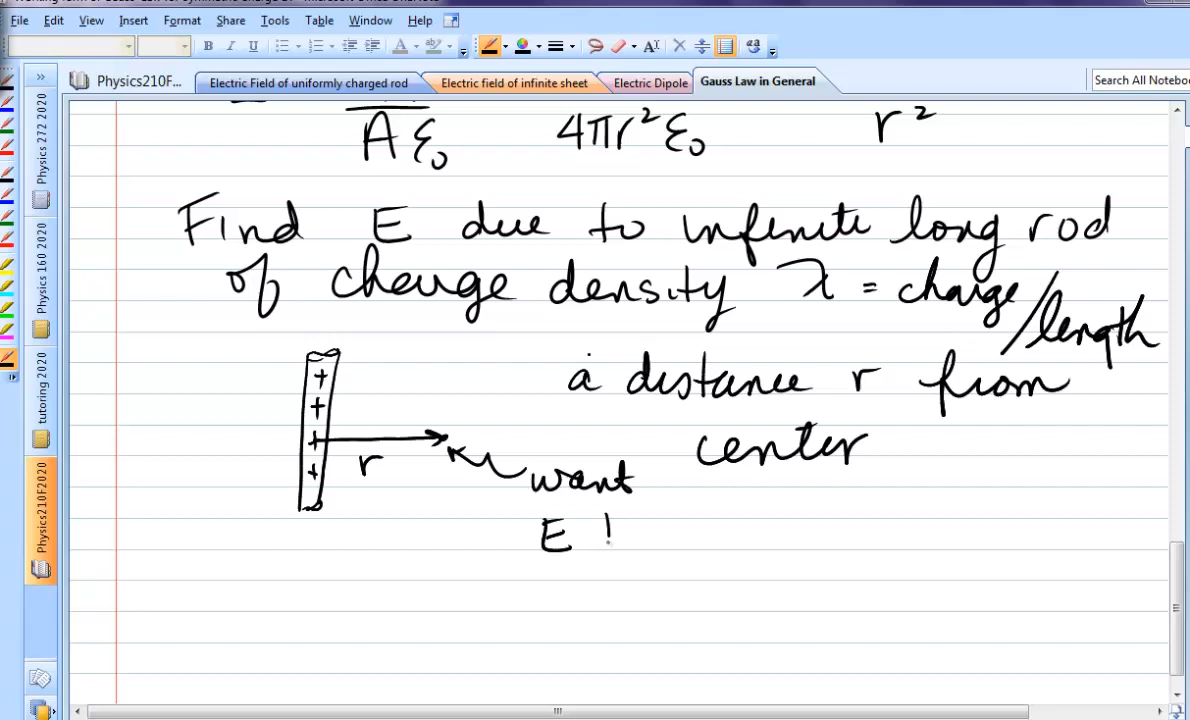 File Edit View Insert Format Share Tools Table Window Help
B I U
Physics210F... Electric Field of uniformly charged rod Electric field of infinite sheet Electric Dipole Gauss Law in General Search All Notebo
Physics 272 2020
Physics 160 2020
tutoring 2020
Physics210F2020
A ε₀ 4πr² ε₀ r²
Find E due to infinite long rod
of charge density λ = charge/length
a distance r from
center
+
+
+
+
r
want
E !